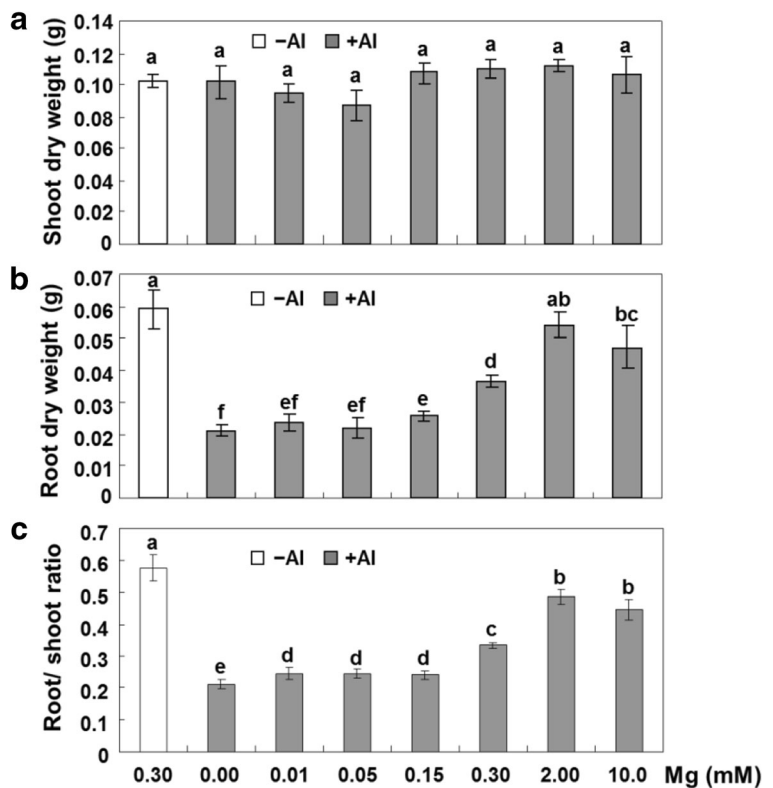 a
Shoot dry weight (g)
0.14
0.12
0.10
0.08
0.06
0.04
0.02
0
−Al +Al
a a a a a a a a
b
Root dry weight (g)
0.07
0.06
0.05
0.04
0.03
0.02
0.01
0
−Al +Al
a f ef ef e d ab bc
c
Root/ shoot ratio
0.7
0.6
0.5
0.4
0.3
0.2
0.1
0
−Al +Al
a e d d d c b b
0.30 0.00 0.01 0.05 0.15 0.30 2.00 10.0 Mg (mM)